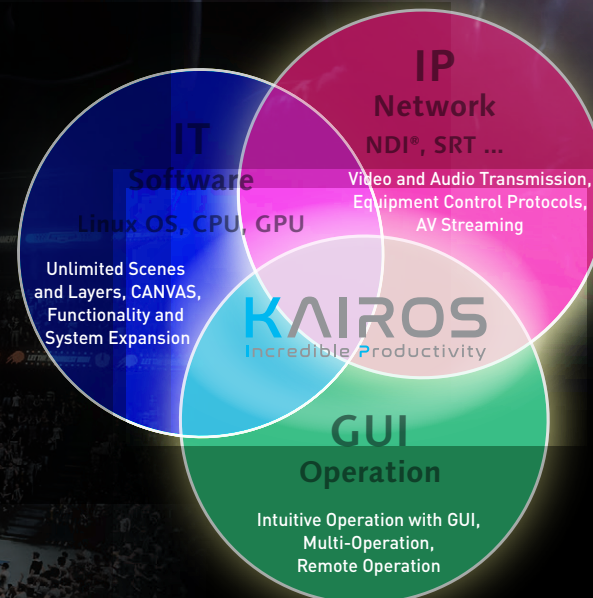 IP
Network
NDI®, SRT ...
Video and Audio Transmission,
Equipment Control Protocols,
AV Streaming
IT
Software
Linux OS, CPU, GPU
Unlimited Scenes
and Layers, CANVAS,
Functionality and
System Expansion
KAIROS
Incredible Productivity
GUI
Operation
Intuitive Operation with GUI,
Multi-Operation,
Remote Operation